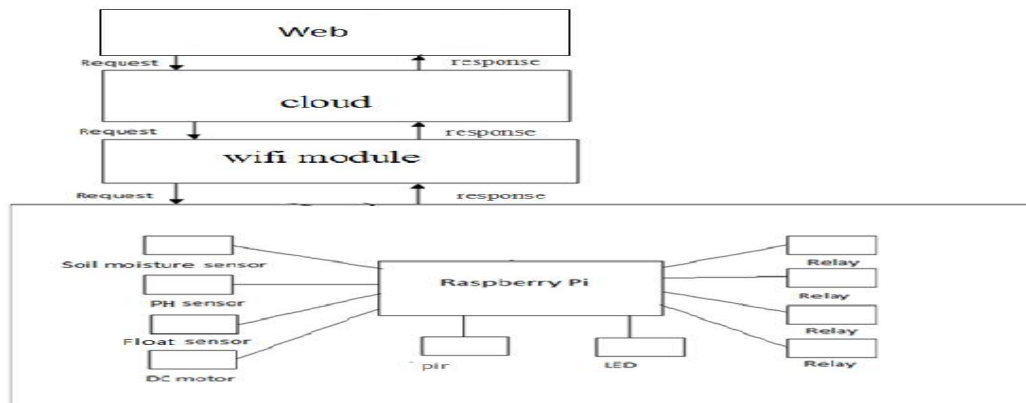 Web
Request response
cloud
Request response
wifi module
Request response
Soil moisture sensor
PH sensor
Float sensor
DC motor
Raspberry Pi
pir
LED
Relay
Relay
Relay
Relay